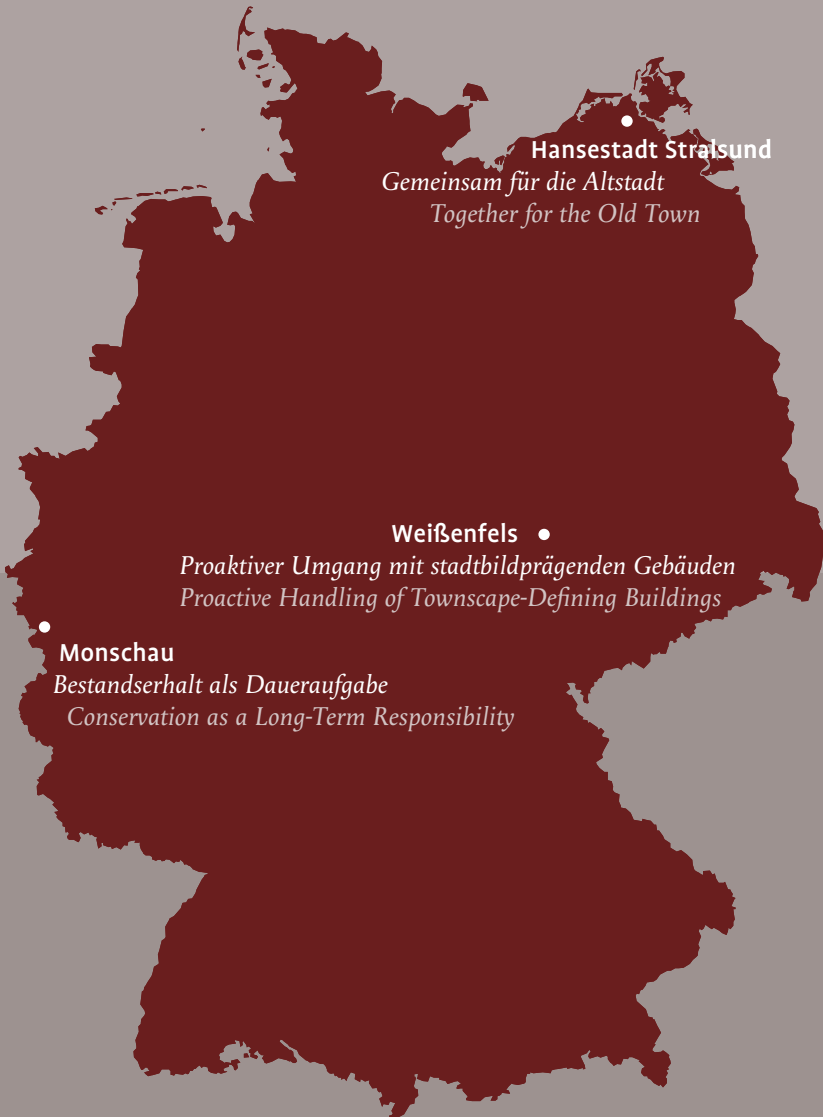 Hansestadt Stralsund
Gemeinsam für die Altstadt
Together for the Old Town
Weißenfels
Proaktiver Umgang mit stadtbildprägenden Gebäuden
Proactive Handling of Townscape-Defining Buildings
Monschau
Bestandserhalt als Daueraufgabe
Conservation as a Long-Term Responsibility